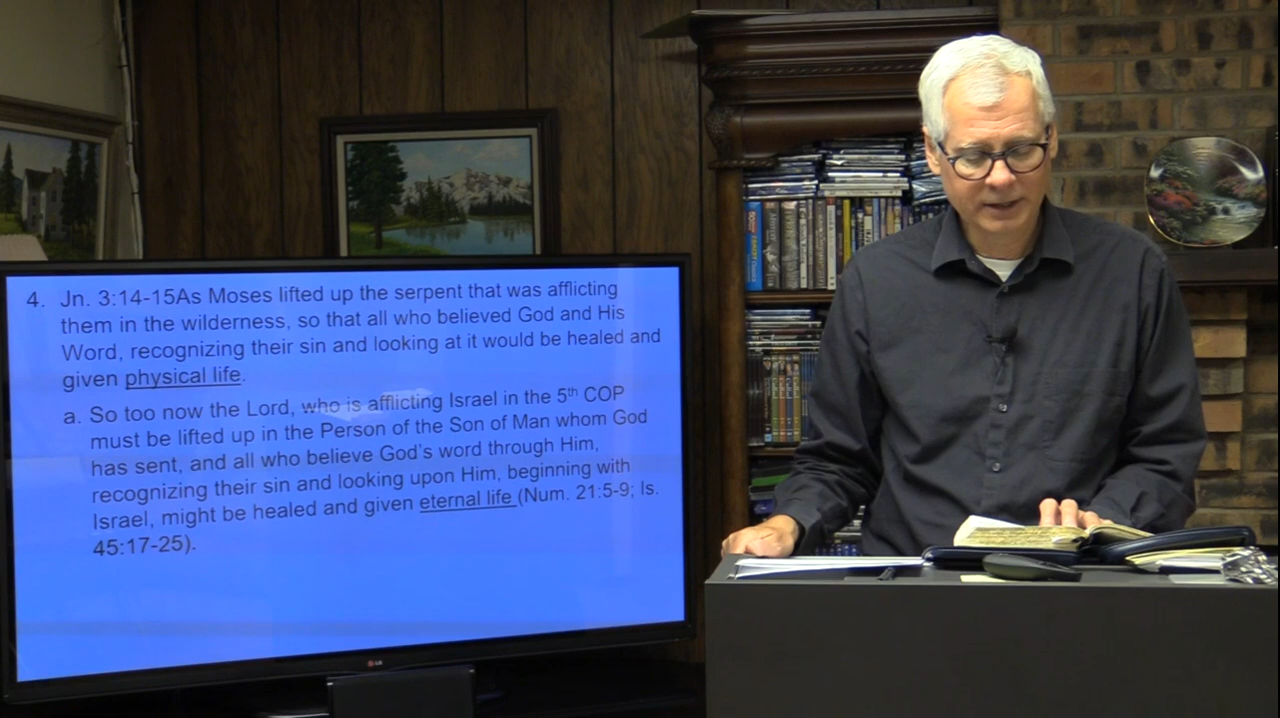 4. Jn. 3:14-15As Moses lifted up the serpent that was afflicting
them in the wilderness, so that all who believed God and His
Word, recognizing their sin and looking at it would be healed and
given physical life.
a. So too now the Lord, who is afflicting Israel in the 5th COP
must be lifted up in the Person of the Son of Man whom God
has sent, and all who believe God's word through Him,
recognizing their sin and looking upon Him, beginning with
Israel, might be healed and given eternal life (Num. 21:5-9; Is.
45:17-25).
LG